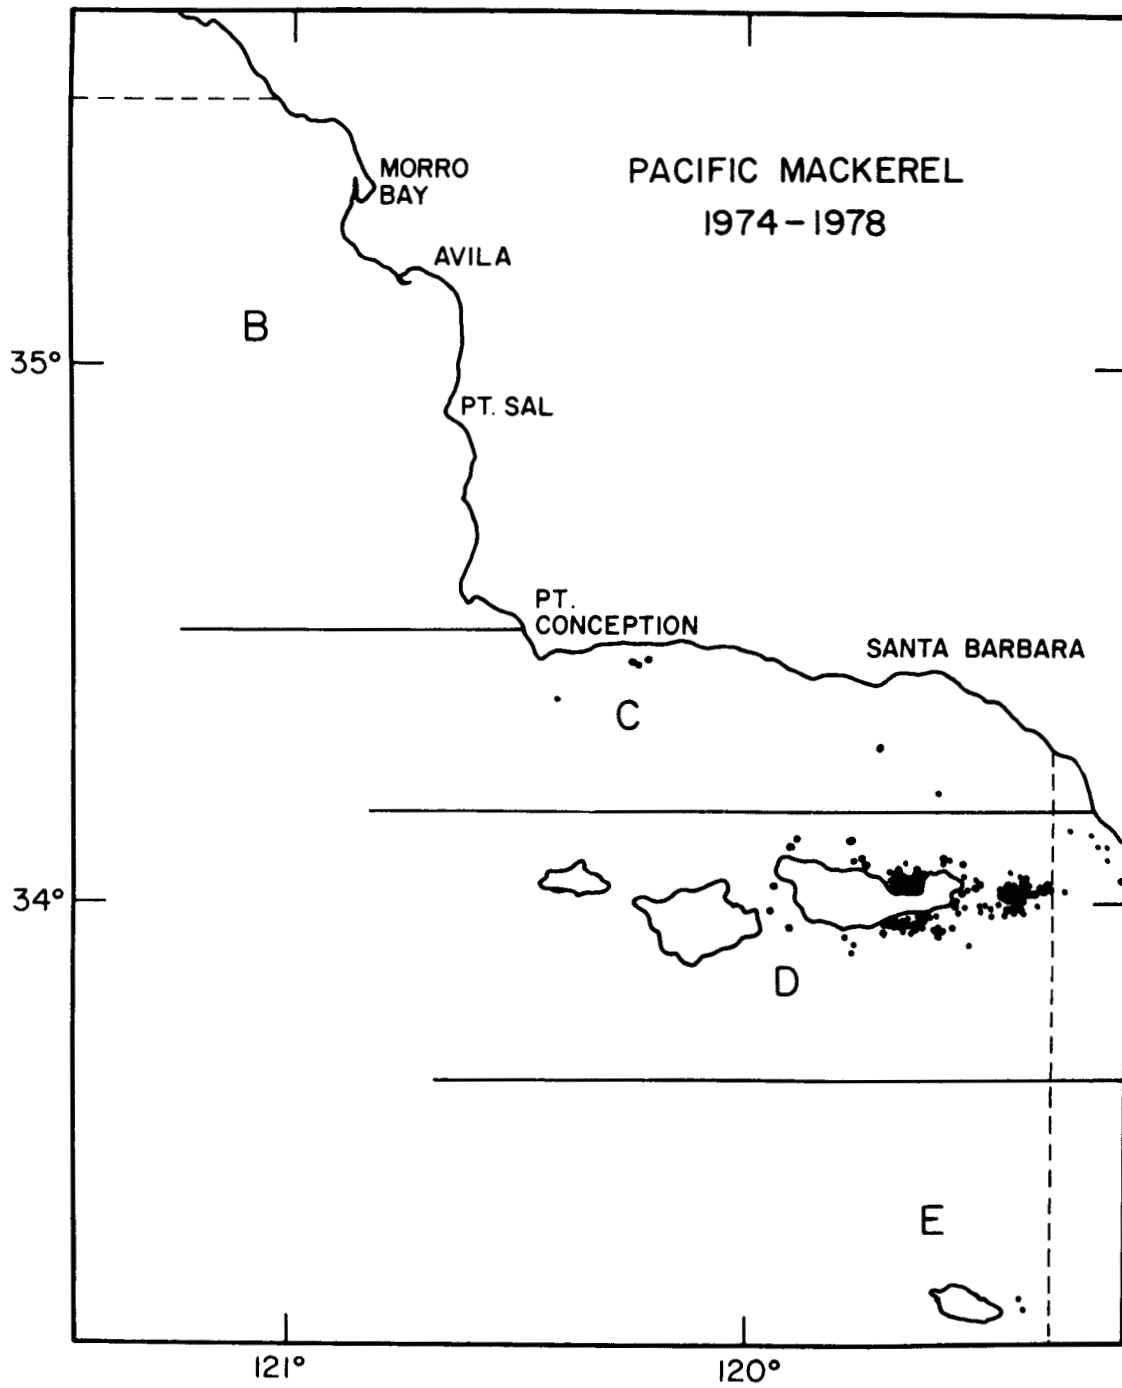 PACIFIC MACKEREL
1974-1978
MORRO
BAY
AVILA
B
35°
PT. SAL
PT.
CONCEPTION
SANTA BARBARA
C
34°
D
E
121°
120°